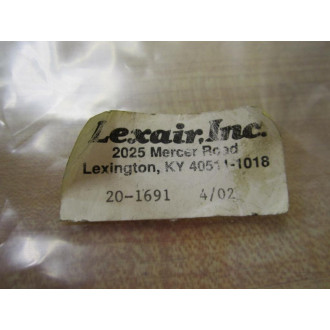 Lexair, Inc.
2025 Mercer Road
Lexington, KY 40511-1018
20-1691 4/02